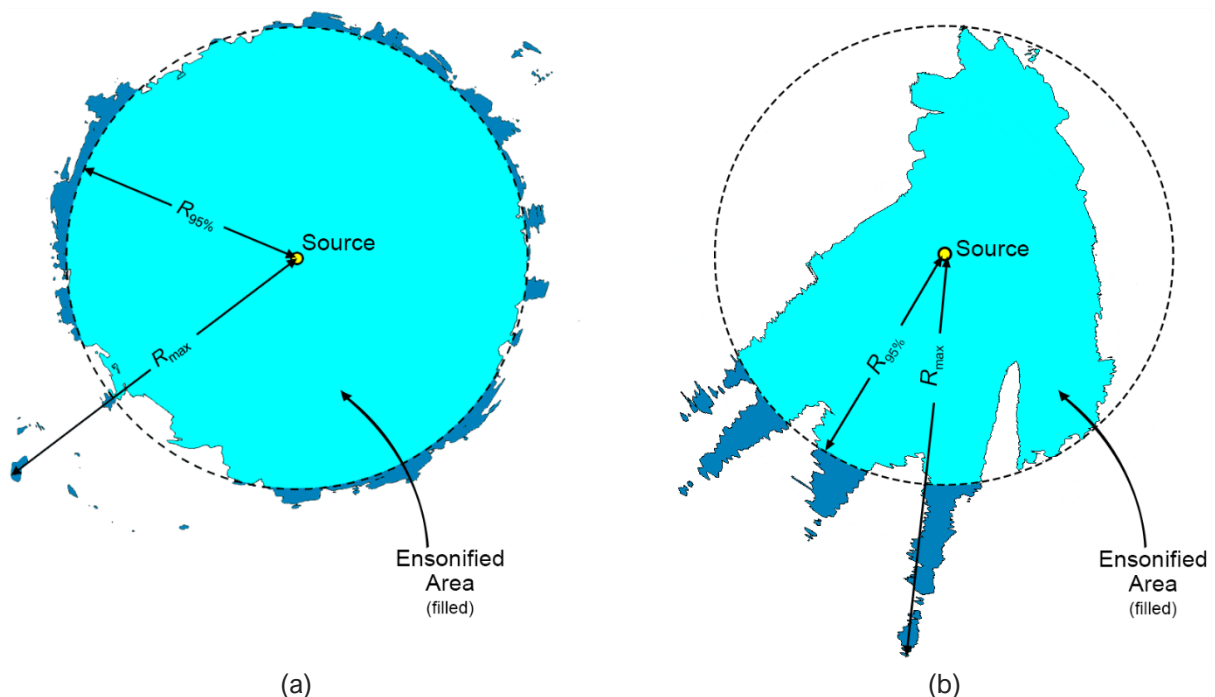 R95%
Source
Rmax
Ensonified
Area
(filled)
(a)
Source
R95%
Rmax
Ensonified
Area
(filled)
(b)